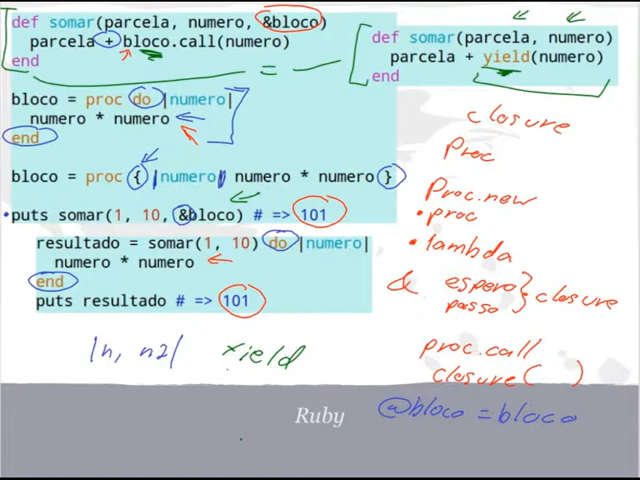 def somar(parcela, numero, &bloco)
parcela + bloco.call(numero)
end
def somar(parcela, numero)
parcela + yield(numero)
end
=
bloco = proc do |numero|
numero * numero
end
bloco = proc { |numero| numero * numero }
puts somar(1, 10, &bloco) # => 101
resultado = somar(1, 10) do |numero|
numero * numero
end
puts resultado # => 101
closure
Proc
Proc.new
• proc
• lambda
& espero } closure
passo
|n, n2| yield
proc.call
closure( )
@bloco = bloco
Ruby